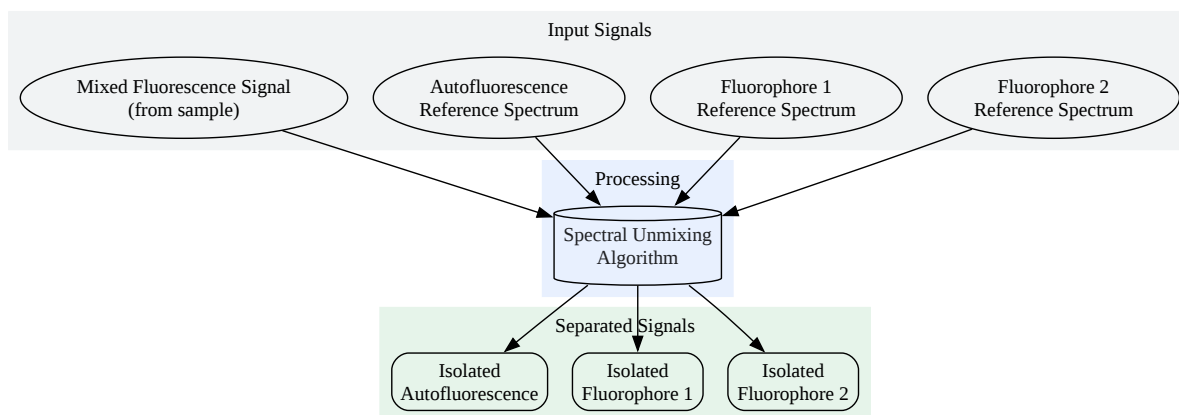 Input Signals
Mixed Fluorescence Signal
(from sample)
Autofluorescence
Reference Spectrum
Fluorophore 1
Reference Spectrum
Fluorophore 2
Reference Spectrum
Processing
Spectral Unmixing
Algorithm
Separated Signals
Isolated
Autofluorescence
Isolated
Fluorophore 1
Isolated
Fluorophore 2